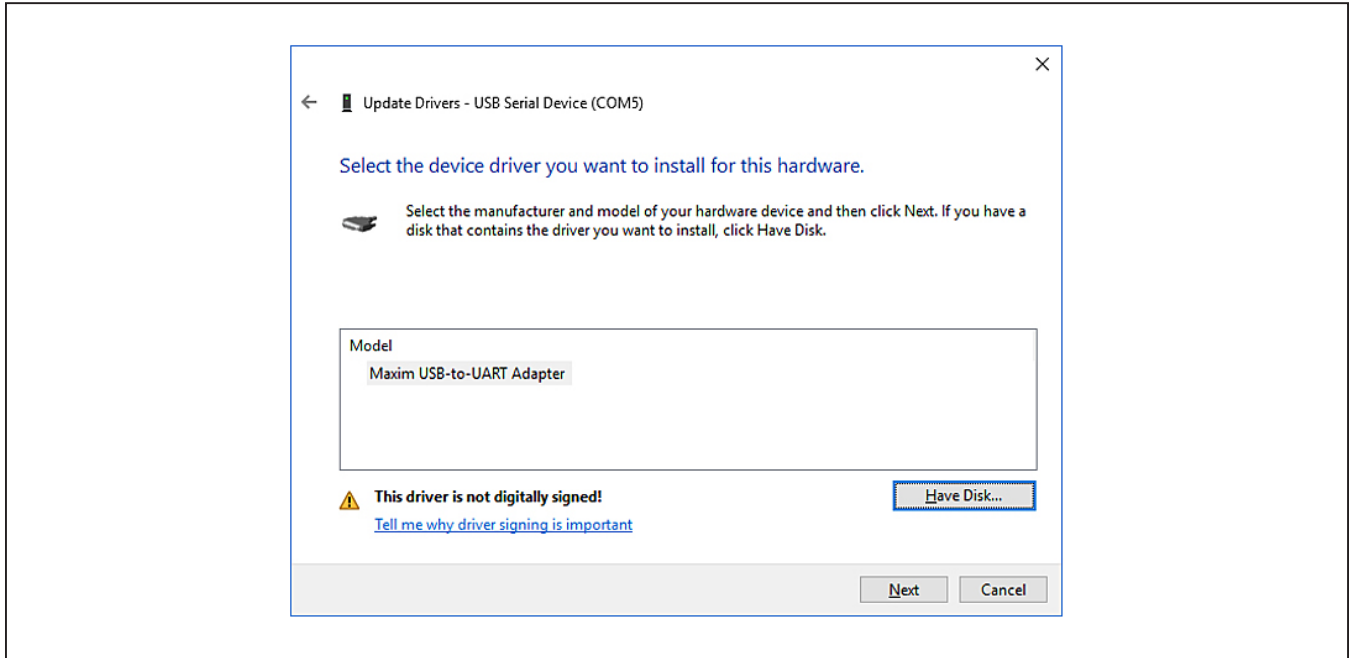 Update Drivers - USB Serial Device (COM5)
Select the device driver you want to install for this hardware.
Select the manufacturer and model of your hardware device and then click Next. If you have a
disk that contains the driver you want to install, click Have Disk.
Model
Maxim USB-to-UART Adapter
This driver is not digitally signed!
Have Disk...
Tell me why driver signing is important
Next
Cancel